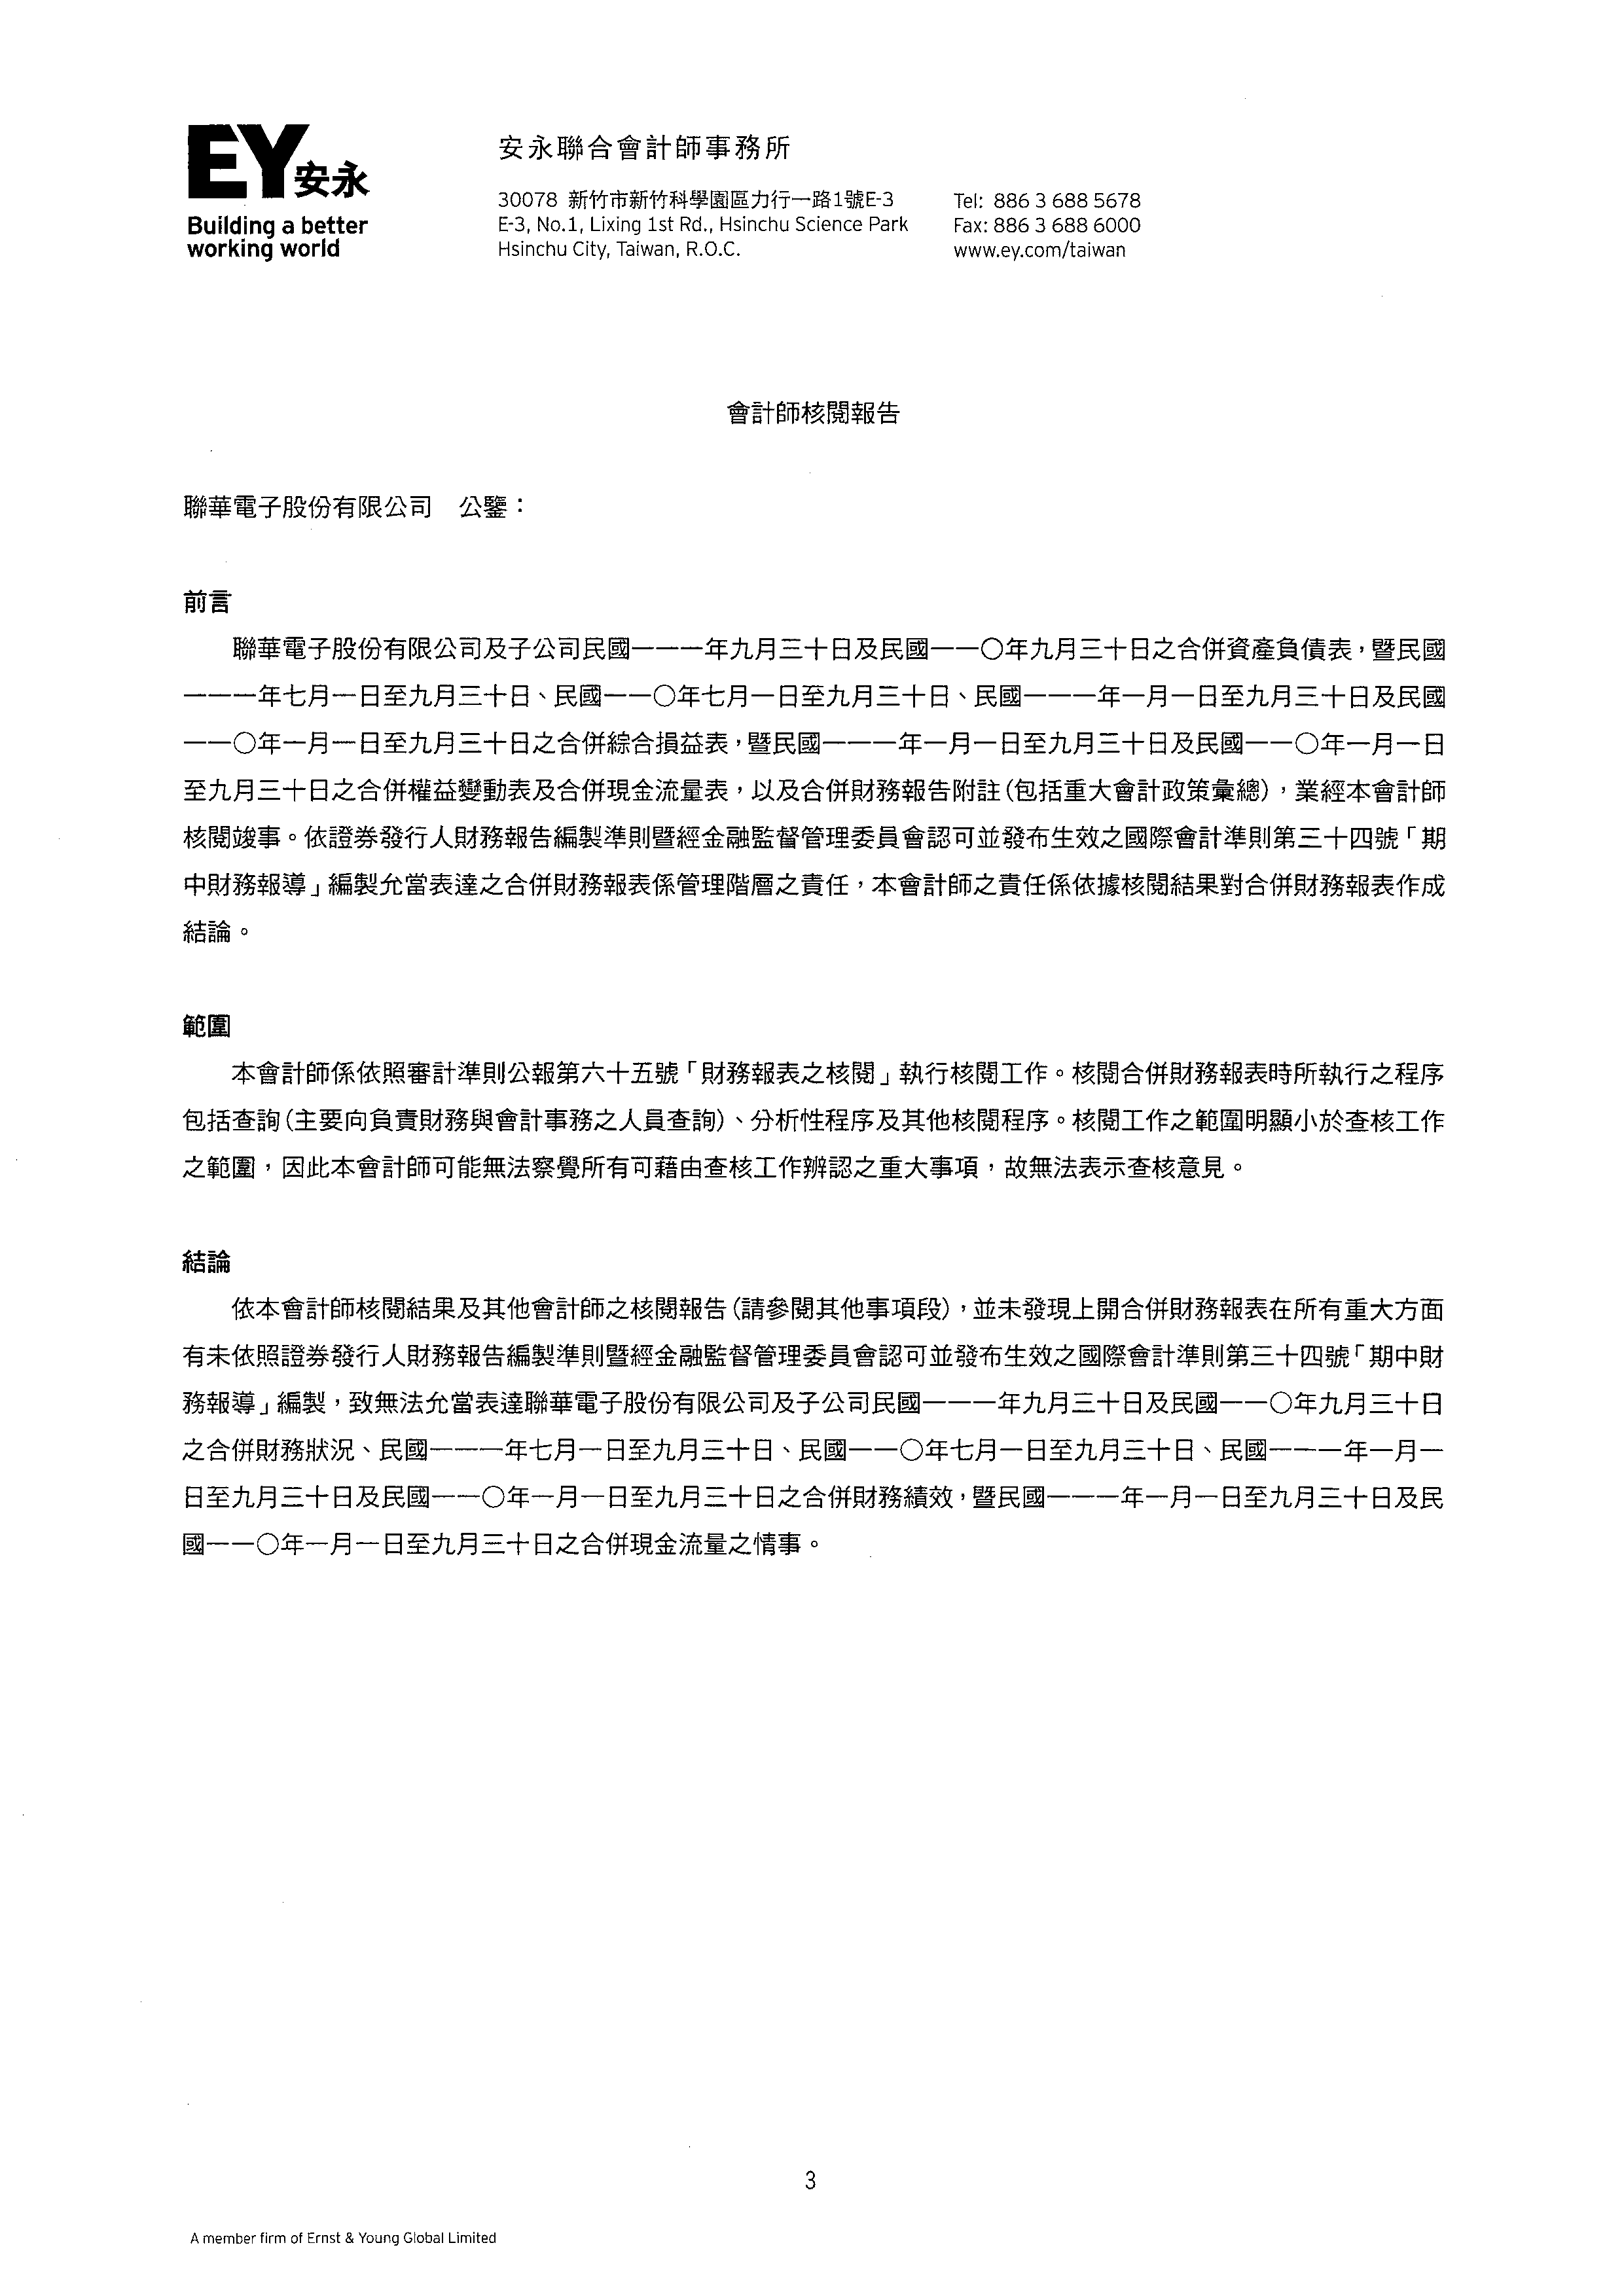 EY安永
Building a better
working world
安永聯合會計師事務所
30078 新竹市新竹科學園區力行一路1號E-3
E-3, No.1, Lixing 1st Rd., Hsinchu Science Park
Hsinchu City, Taiwan, R.O.C.
Tel: 886 3 688 5678
Fax: 886 3 688 6000
www.ey.com/taiwan
會計師核閱報告
聯華電子股份有限公司 公鑒：
前言
聯華電子股份有限公司及子公司民國一一一年九月三十日及民國一一〇年九月三十日之合併資產負債表，暨民國
一一一年七月一日至九月三十日、民國一一〇年七月一日至九月三十日、民國一一一年一月一日至九月三十日及民國
一一〇年一月一日至九月三十日之合併綜合損益表，暨民國一一一年一月一日至九月三十日及民國一一〇年一月一日
至九月三十日之合併權益變動表及合併現金流量表，以及合併財務報告附註(包括重大會計政策彙總)，業經本會計師
核閱竣事。依證券發行人財務報告編製準則暨經金融監督管理委員會認可並發布生效之國際會計準則第三十四號「期
中財務報導」編製允當表達之合併財務報表係管理階層之責任，本會計師之責任係依據核閱結果對合併財務報表作成
結論。
範圍
本會計師係依照審計準則公報第六十五號「財務報表之核閱」執行核閱工作。核閱合併財務報表時所執行之程序
包括查詢(主要向負責財務與會計事務之人員查詢)、分析性程序及其他核閱程序。核閱工作之範圍明顯小於查核工作
之範圍，因此本會計師可能無法察覺所有可藉由查核工作辨認之重大事項，故無法表示查核意見。
結論
依本會計師核閱結果及其他會計師之核閱報告(請參閱其他事項段)，並未發現上開合併財務報表在所有重大方面
有未依照證券發行人財務報告編製準則暨經金融監督管理委員會認可並發布生效之國際會計準則第三十四號「期中財
務報導」編製，致無法允當表達聯華電子股份有限公司及子公司民國一一一年九月三十日及民國一一〇年九月三十日
之合併財務狀況、民國一一一年七月一日至九月三十日、民國一一〇年七月一日至九月三十日、民國一一一年一月一
日至九月三十日及民國一一〇年一月一日至九月三十日之合併財務績效，暨民國一一一年一月一日至九月三十日及民
國一一〇年一月一日至九月三十日之合併現金流量之情事。
3
A member firm of Ernst & Young Global Limited